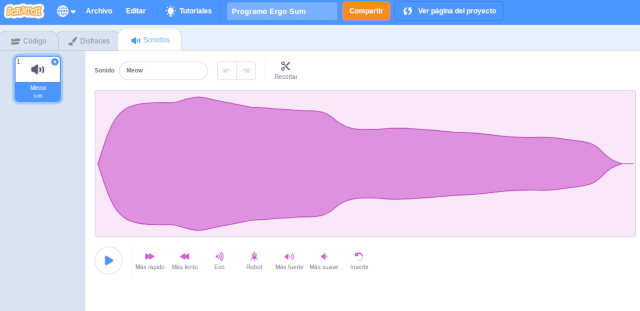 SCRATCH Archivo Editar Tutoriales Programo Ergo Sum Compartir Ver página del proyecto
Código Disfraces Sonidos
1
Meow
0.85
Sonido Meow
Recortar
Más rápido Más lento Eco Robot Más fuerte Más suave Invertir